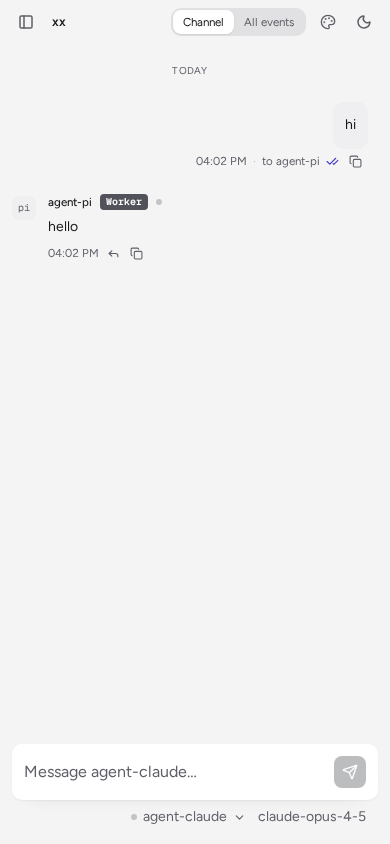 xx Channel All events
TODAY
hi
04:02 PM · to agent-pi
pi agent-pi Worker
hello
04:02 PM
Message agent-claude...
agent-claude claude-opus-4-5